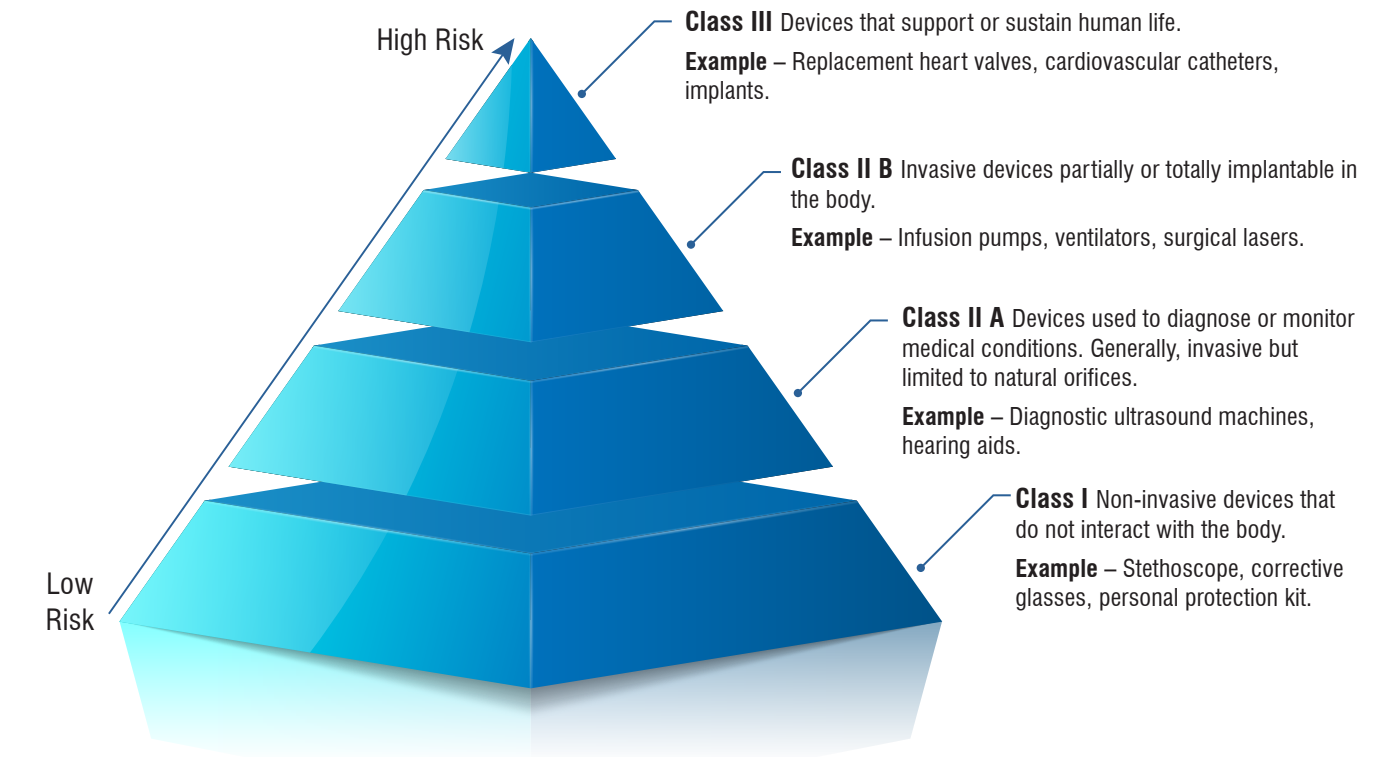 High Risk
Class III Devices that support or sustain human life.
Example – Replacement heart valves, cardiovascular catheters,
implants.
Class II B Invasive devices partially or totally implantable in
the body.
Example – Infusion pumps, ventilators, surgical lasers.
Class II A Devices used to diagnose or monitor
medical conditions. Generally, invasive but
limited to natural orifices.
Example – Diagnostic ultrasound machines,
hearing aids.
Class I Non-invasive devices that
do not interact with the body.
Example – Stethoscope, corrective
glasses, personal protection kit.
Low
Risk